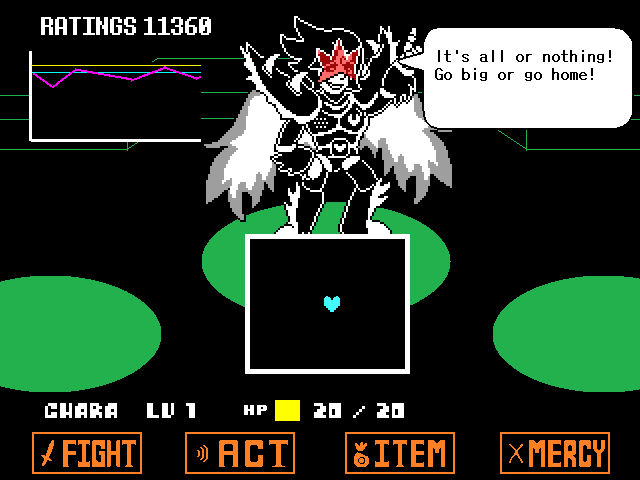 RATINGS 11360
It's all or nothing!
Go big or go home!
CHARA LV 1 HP 20 / 20
FIGHT ACT ITEM MERCY